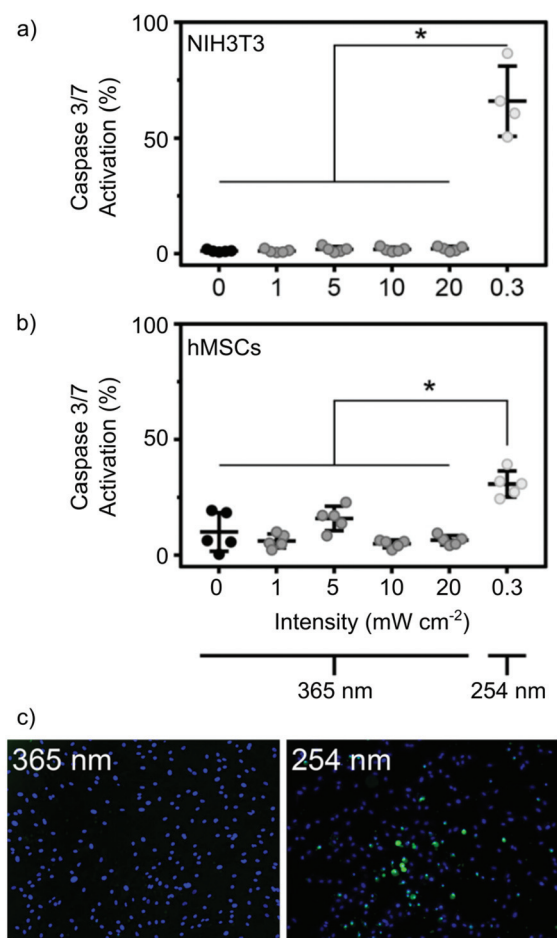 a)
NIH3T3
*
Caspase 3/7
Activation (%)
100
50
0
0 1 5 10 20 0.3
b)
hMSCs
*
Caspase 3/7
Activation (%)
100
50
0
0 1 5 10 20 0.3
Intensity (mW cm-2)
365 nm 254 nm
c)
365 nm 254 nm